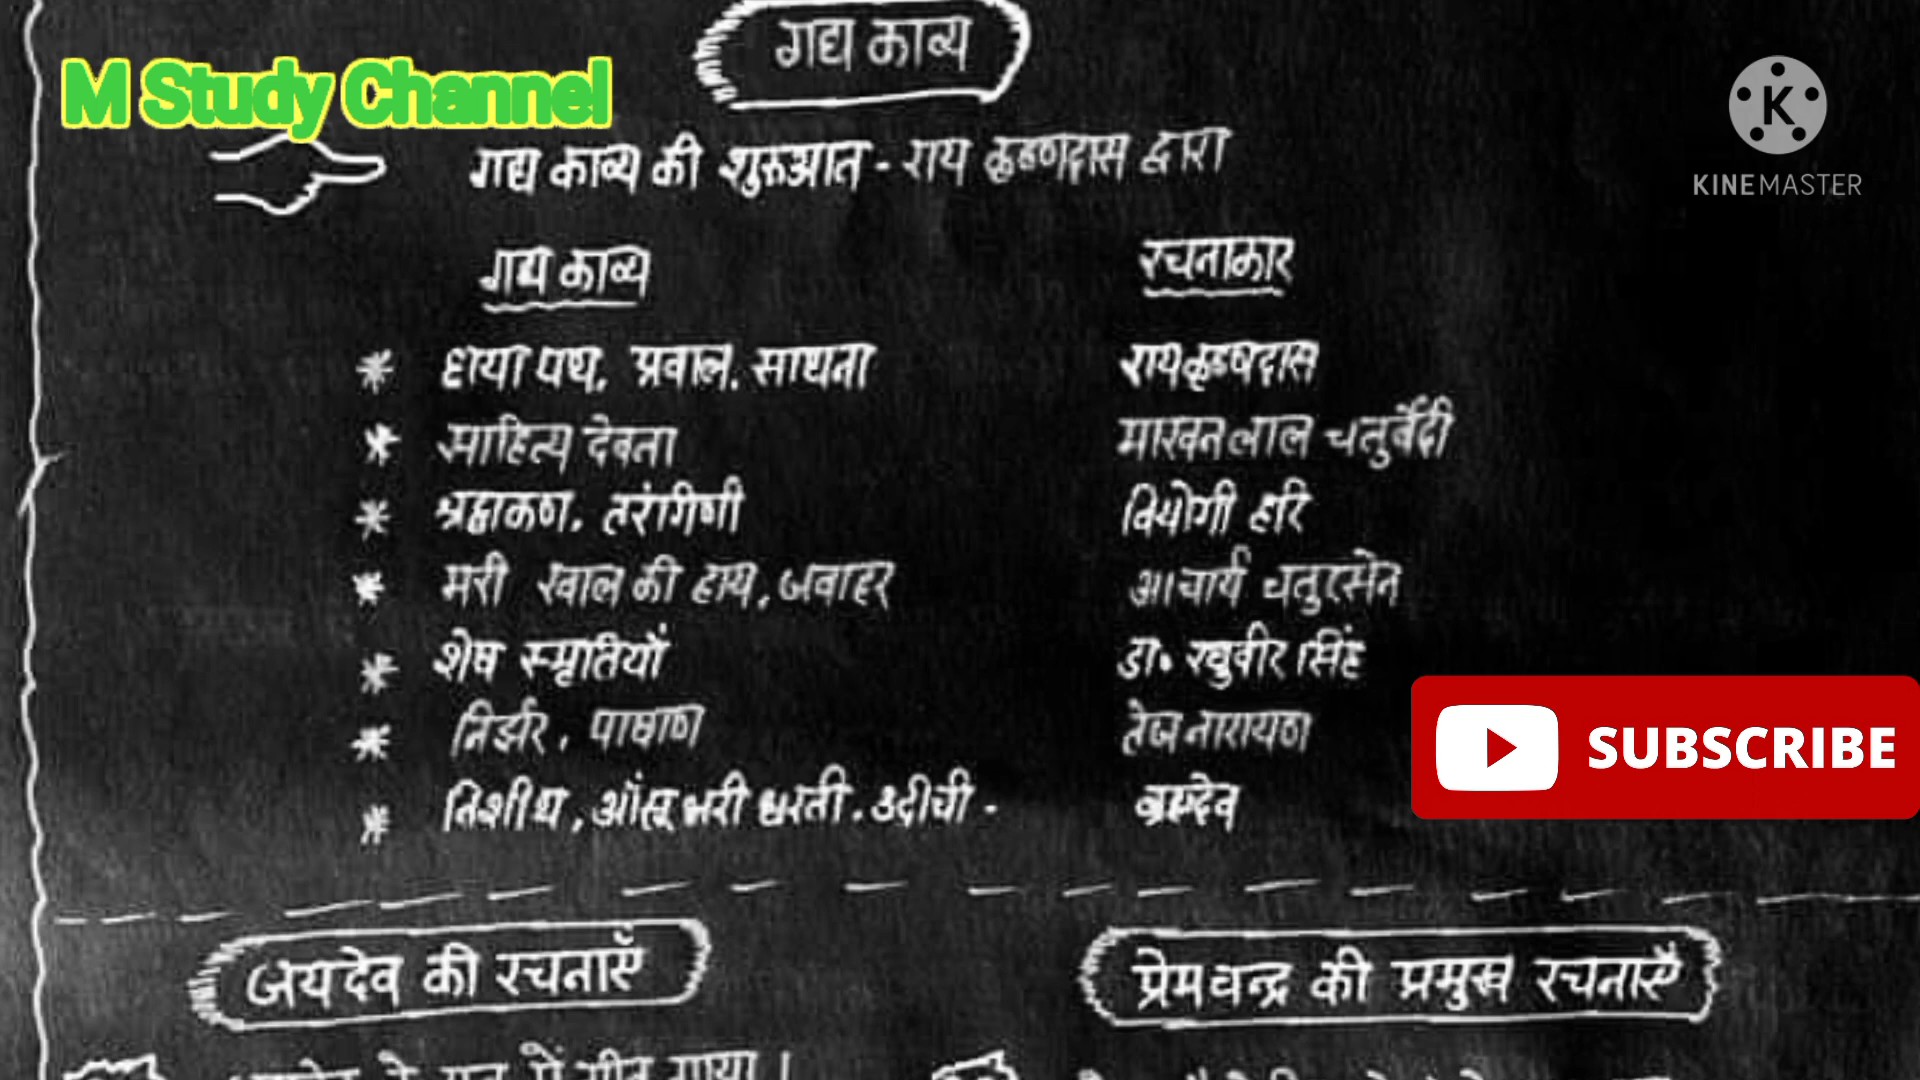 गद्य काव्य
M Study Channel
K
KINEMASTER
गद्य काव्य की शुरुआत - राय कृष्णदास द्वारा
गद्य काव्य रचनाकार
* छाया पथ, प्रवाल, साधना रायकृष्णदास
* साहित्य देवता माखनलाल चतुर्वेदी
* श्रद्धाकण, तरंगिणी वियोगी हरि
* मरी खाल की हाय, जवाहर आचार्य चतुरसेन
* शेष स्मृतियाँ डा० रघुवीर सिंह
* निर्झर, पाषाण तेज नारायण
SUBSCRIBE
* निशीथ, आँसू भरी धरती, उदीची - ब्रह्मदेव
जयदेव की रचनाएँ प्रेमचन्द्र की प्रमुख रचनाएँ